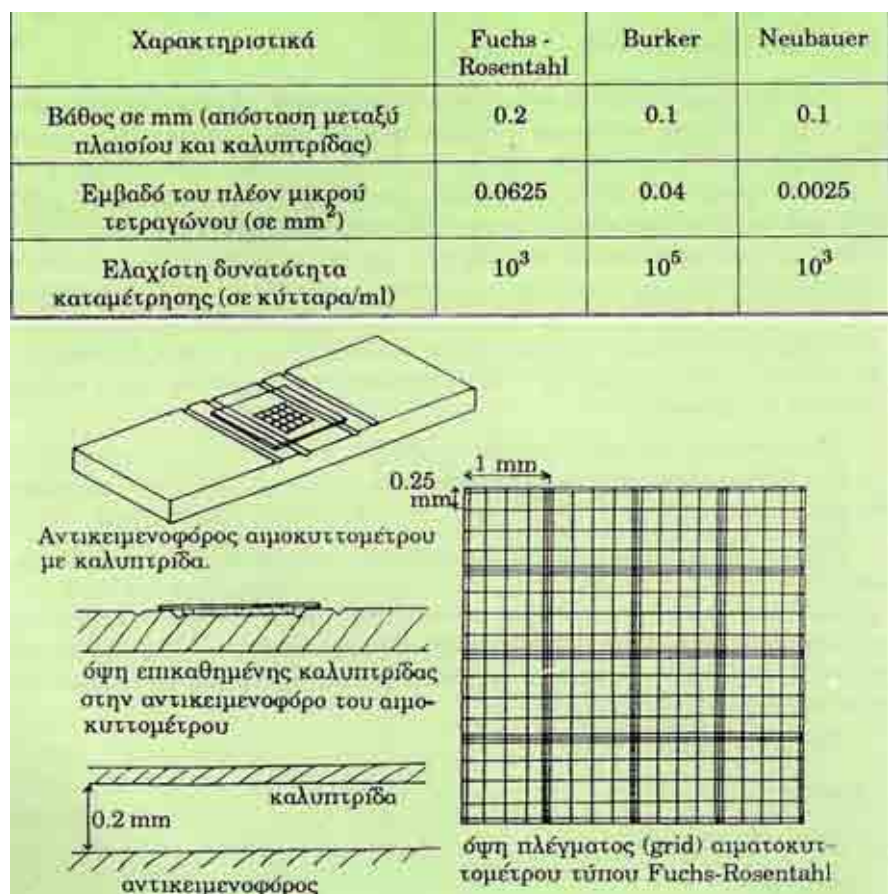 Χαρακτηριστικά
Fuchs -
Rosentahl
Burker
Neubauer
Βάθος σε mm (απόσταση μεταξύ
πλαισίου και καλυπτρίδας)
0.2
0.1
0.1
Εμβαδό του πλέον μικρού
τετραγώνου (σε mm²)
0.0625
0.04
0.0025
Ελαχίστη δυνατότητα
καταμέτρησης (σε κύτταρα/ml)
10³
10⁵
10³
Αντικειμενοφόρος αιμοκυττομέτρου
με καλυπτρίδα.
όψη επικαθημένης καλυπτρίδας
στην αντικειμενοφόρο του αιμο-
κυττομέτρου
καλυπτρίδα
0.2 mm
αντικειμενοφόρος
1 mm
0.25
mm
όψη πλέγματος (grid) αιματοκυτ-
τομέτρου τύπου Fuchs-Rosentahl